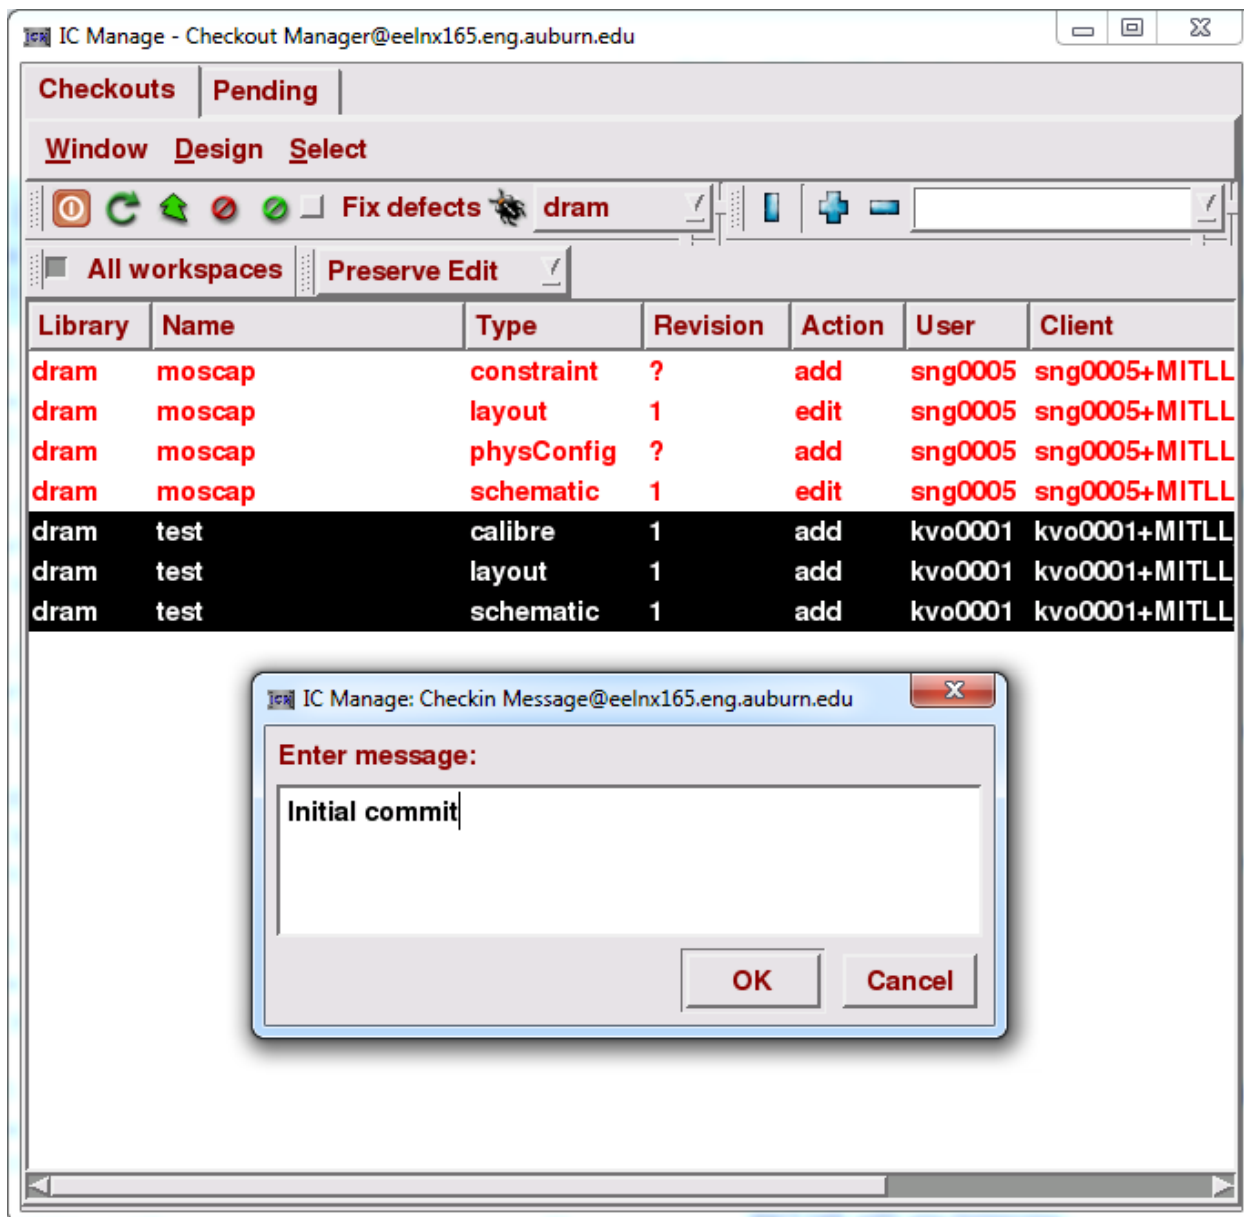 IC Manage - Checkout Manager@eelnx165.eng.auburn.edu
Checkouts Pending
Window Design Select
Fix defects dram
All workspaces Preserve Edit
Library Name Type Revision Action User Client
dram moscap constraint ? add sng0005 sng0005+MITLL
dram moscap layout 1 edit sng0005 sng0005+MITLL
dram moscap physConfig ? add sng0005 sng0005+MITLL
dram moscap schematic 1 edit sng0005 sng0005+MITLL
dram test calibre 1 add kvo0001 kvo0001+MITLL
dram test layout 1 add kvo0001 kvo0001+MITLL
dram test schematic 1 add kvo0001 kvo0001+MITLL
IC Manage: Checkin Message@eelnx165.eng.auburn.edu
Enter message:
Initial commit
OK Cancel